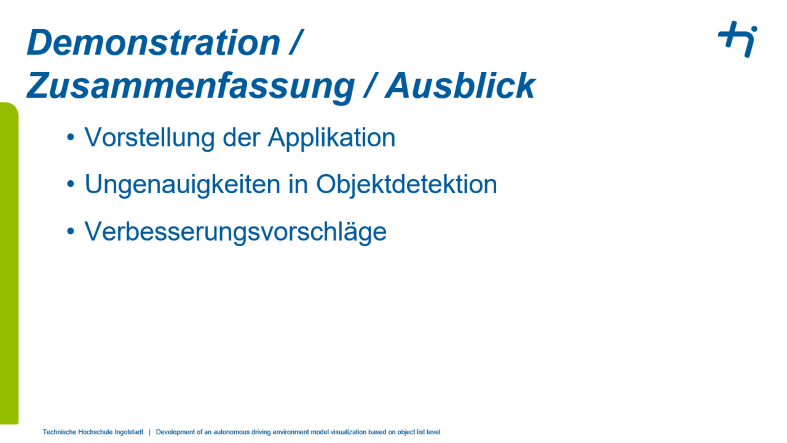 Demonstration /
Zusammenfassung / Ausblick
• Vorstellung der Applikation
• Ungenauigkeiten in Objektdetektion
• Verbesserungsvorschläge
Technische Hochschule Ingolstadt | Development of an autonomous driving environment model visualization based on object list level